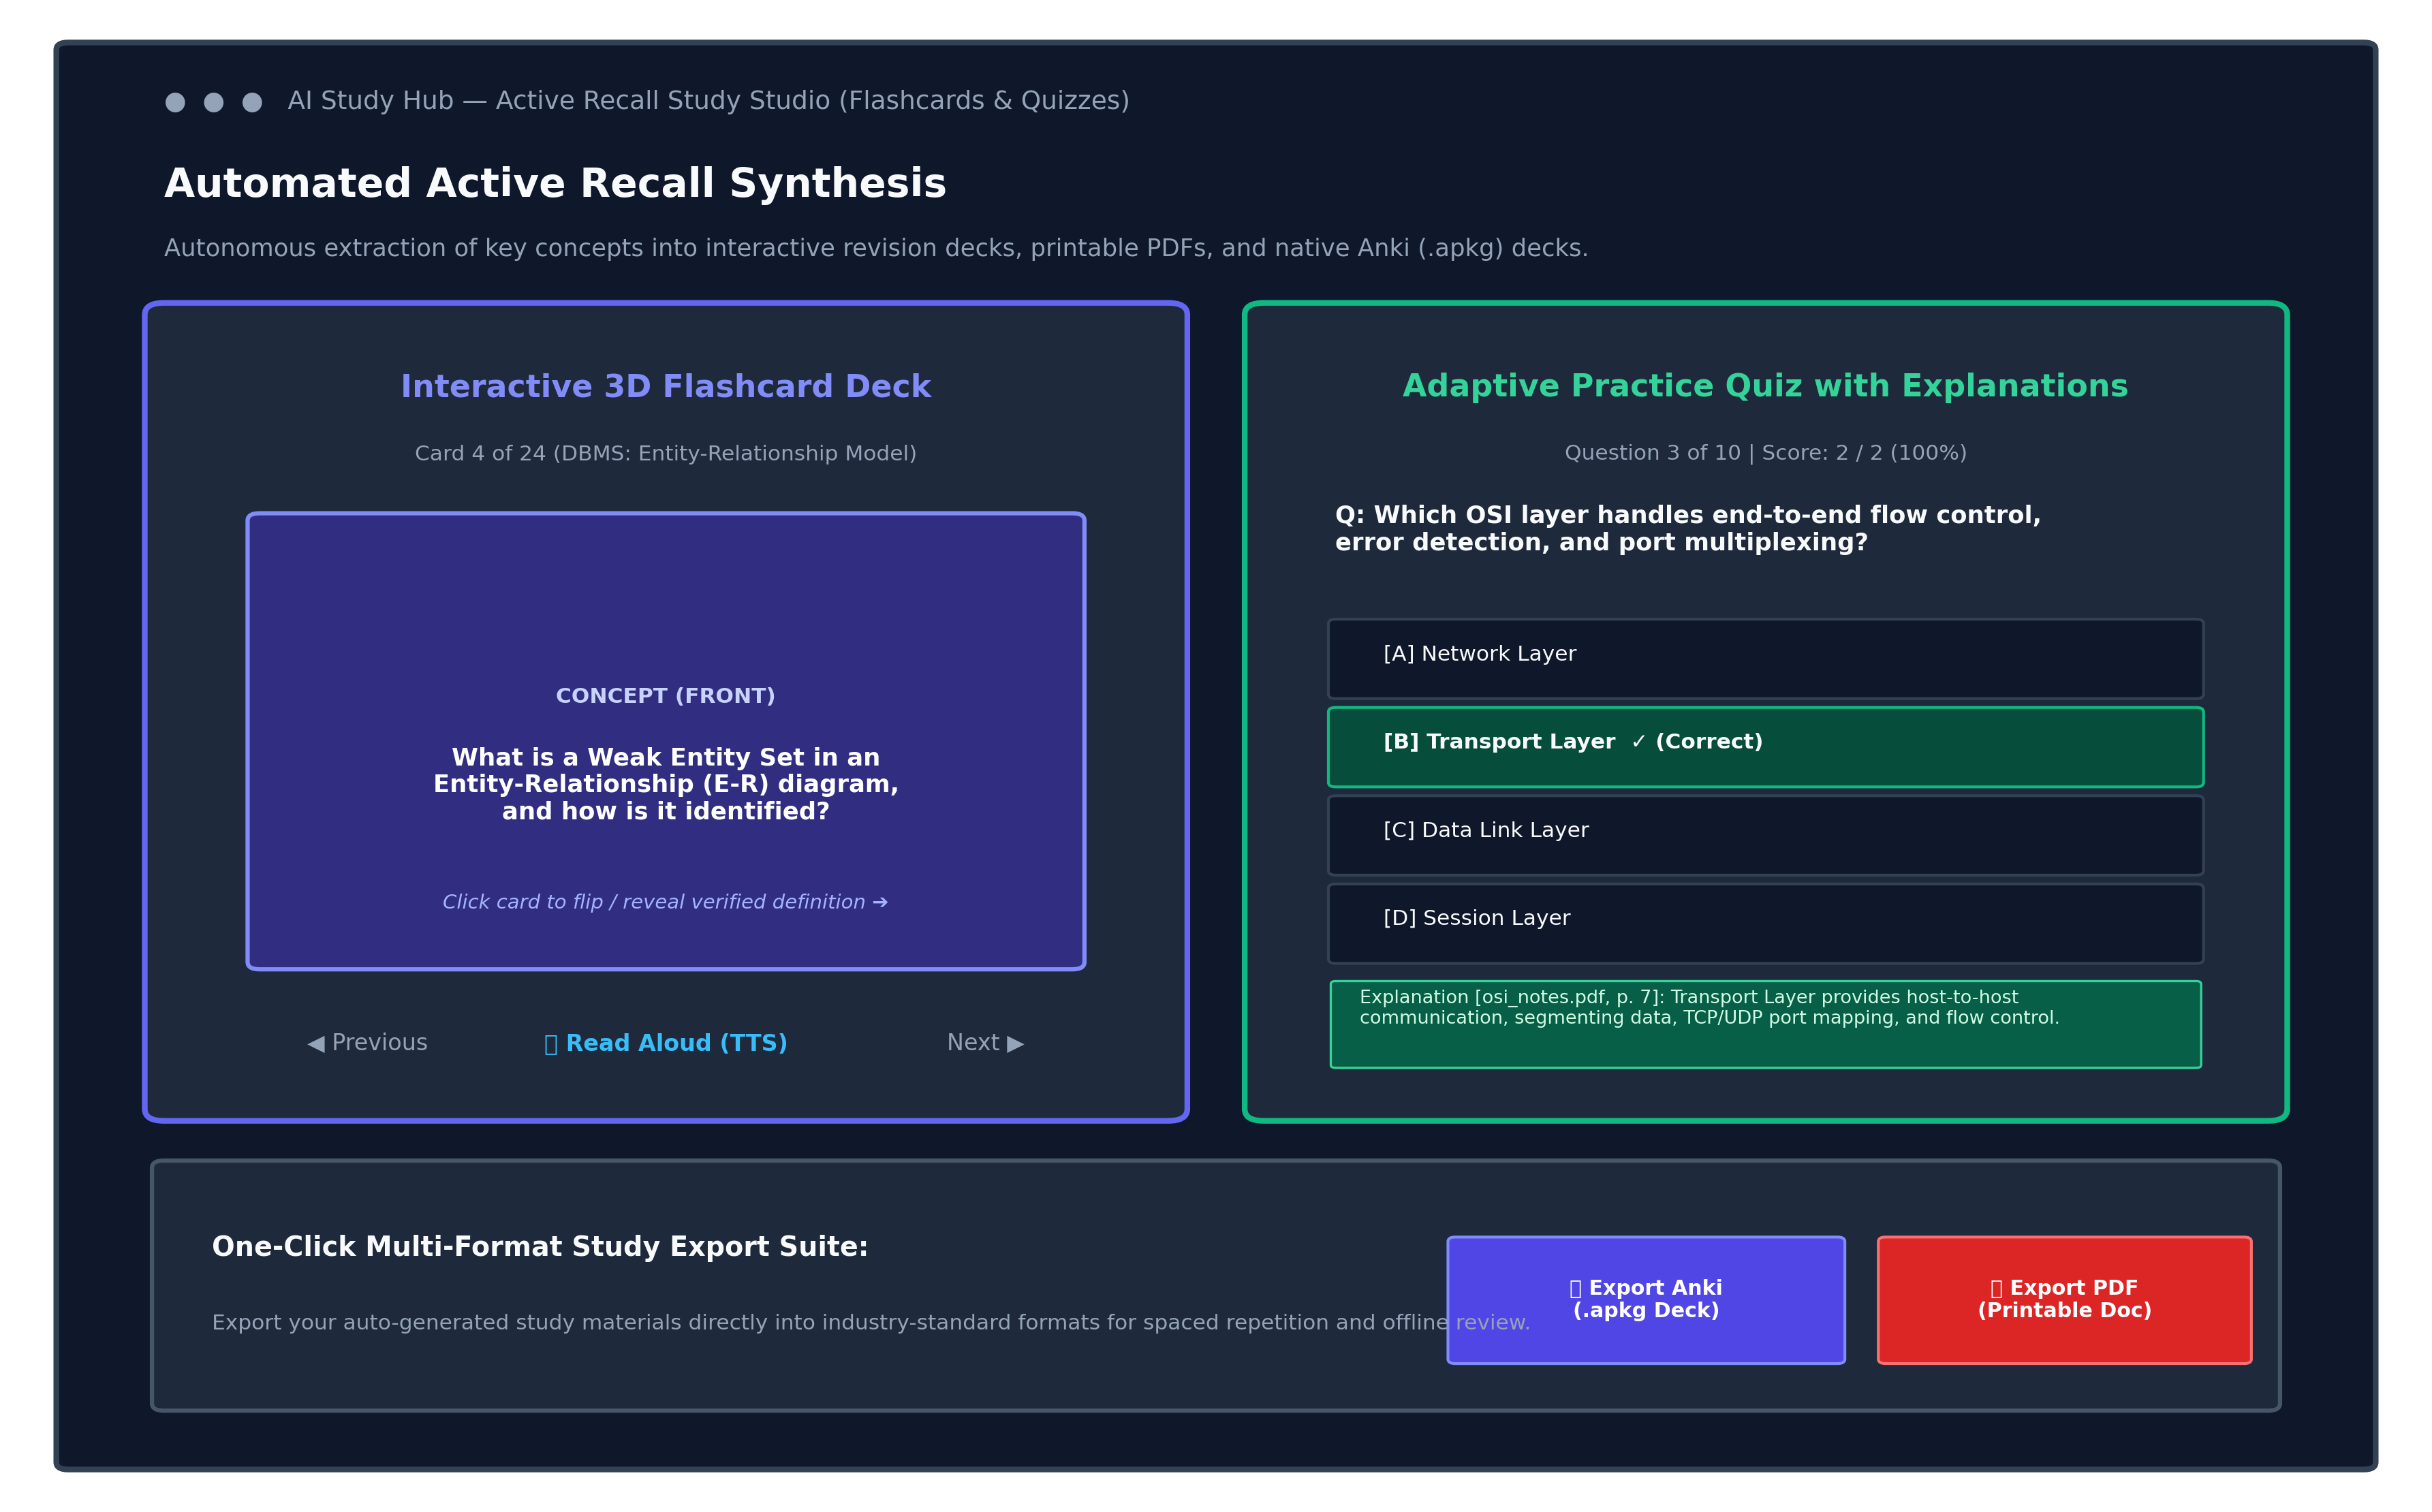 ● ● ● AI Study Hub — Active Recall Study Studio (Flashcards & Quizzes)
Automated Active Recall Synthesis
Autonomous extraction of key concepts into interactive revision decks, printable PDFs, and native Anki (.apkg) decks.
Interactive 3D Flashcard Deck
Card 4 of 24 (DBMS: Entity-Relationship Model)
CONCEPT (FRONT)
What is a Weak Entity Set in an
Entity-Relationship (E-R) diagram,
and how is it identified?
Click card to flip / reveal verified definition ➔
◀ Previous
Read Aloud (TTS)
Next ▶
Adaptive Practice Quiz with Explanations
Question 3 of 10 | Score: 2 / 2 (100%)
Q: Which OSI layer handles end-to-end flow control,
error detection, and port multiplexing?
[A] Network Layer
[B] Transport Layer ✓ (Correct)
[C] Data Link Layer
[D] Session Layer
Explanation [osi_notes.pdf, p. 7]: Transport Layer provides host-to-host
communication, segmenting data, TCP/UDP port mapping, and flow control.
One-Click Multi-Format Study Export Suite:
Export your auto-generated study materials directly into industry-standard formats for spaced repetition and offline review.
Export Anki
(.apkg Deck)
Export PDF
(Printable Doc)